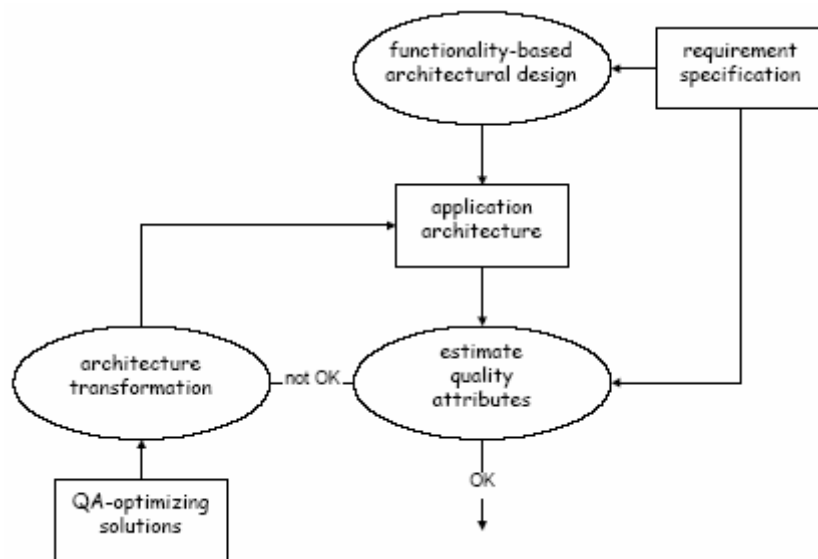 functionality-based
architectural design
requirement
specification
application
architecture
architecture
transformation
not OK
estimate
quality
attributes
OK
QA-optimizing
solutions